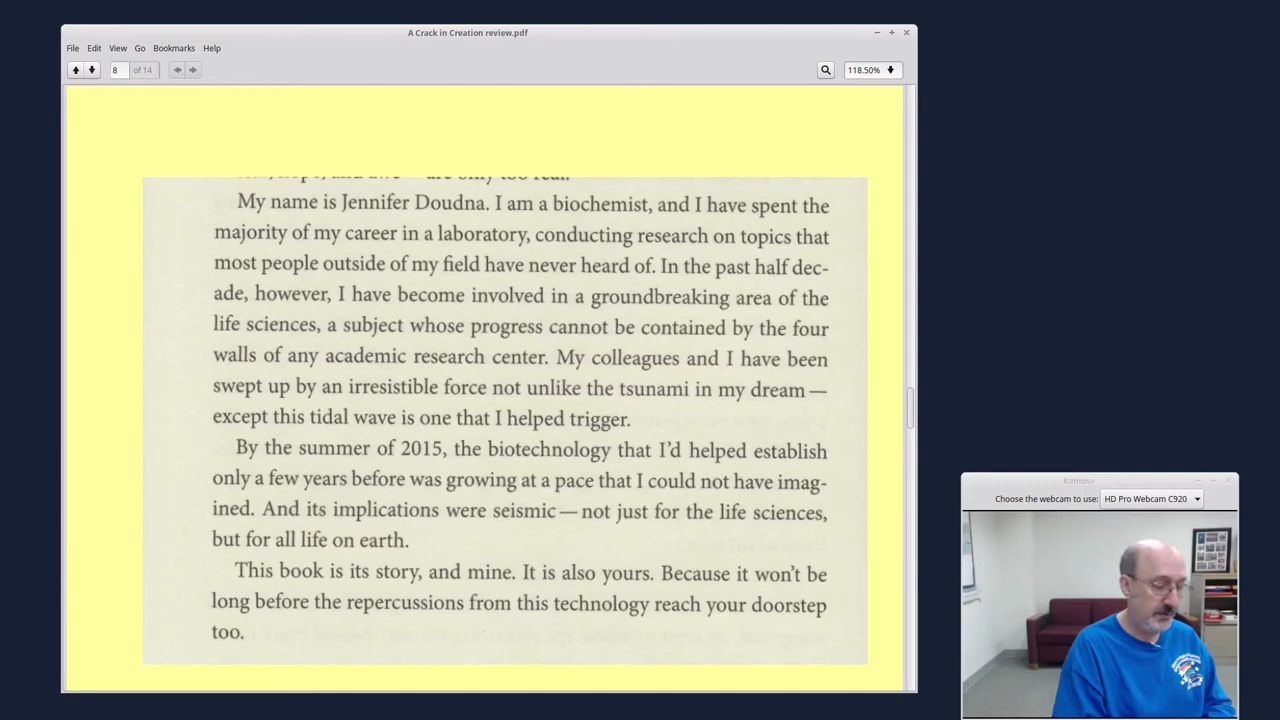 A Crack in Creation review.pdf
File Edit View Go Bookmarks Help
8 of 14
118.50%
are only too real.
My name is Jennifer Doudna. I am a biochemist, and I have spent the
majority of my career in a laboratory, conducting research on topics that
most people outside of my field have never heard of. In the past half dec-
ade, however, I have become involved in a groundbreaking area of the
life sciences, a subject whose progress cannot be contained by the four
walls of any academic research center. My colleagues and I have been
swept up by an irresistible force not unlike the tsunami in my dream—
except this tidal wave is one that I helped trigger.
By the summer of 2015, the biotechnology that I'd helped establish
only a few years before was growing at a pace that I could not have imag-
ined. And its implications were seismic—not just for the life sciences,
but for all life on earth.
This book is its story, and mine. It is also yours. Because it won't be
long before the repercussions from this technology reach your doorstep
too.
Kamoso
Choose the webcam to use: HD Pro Webcam C920